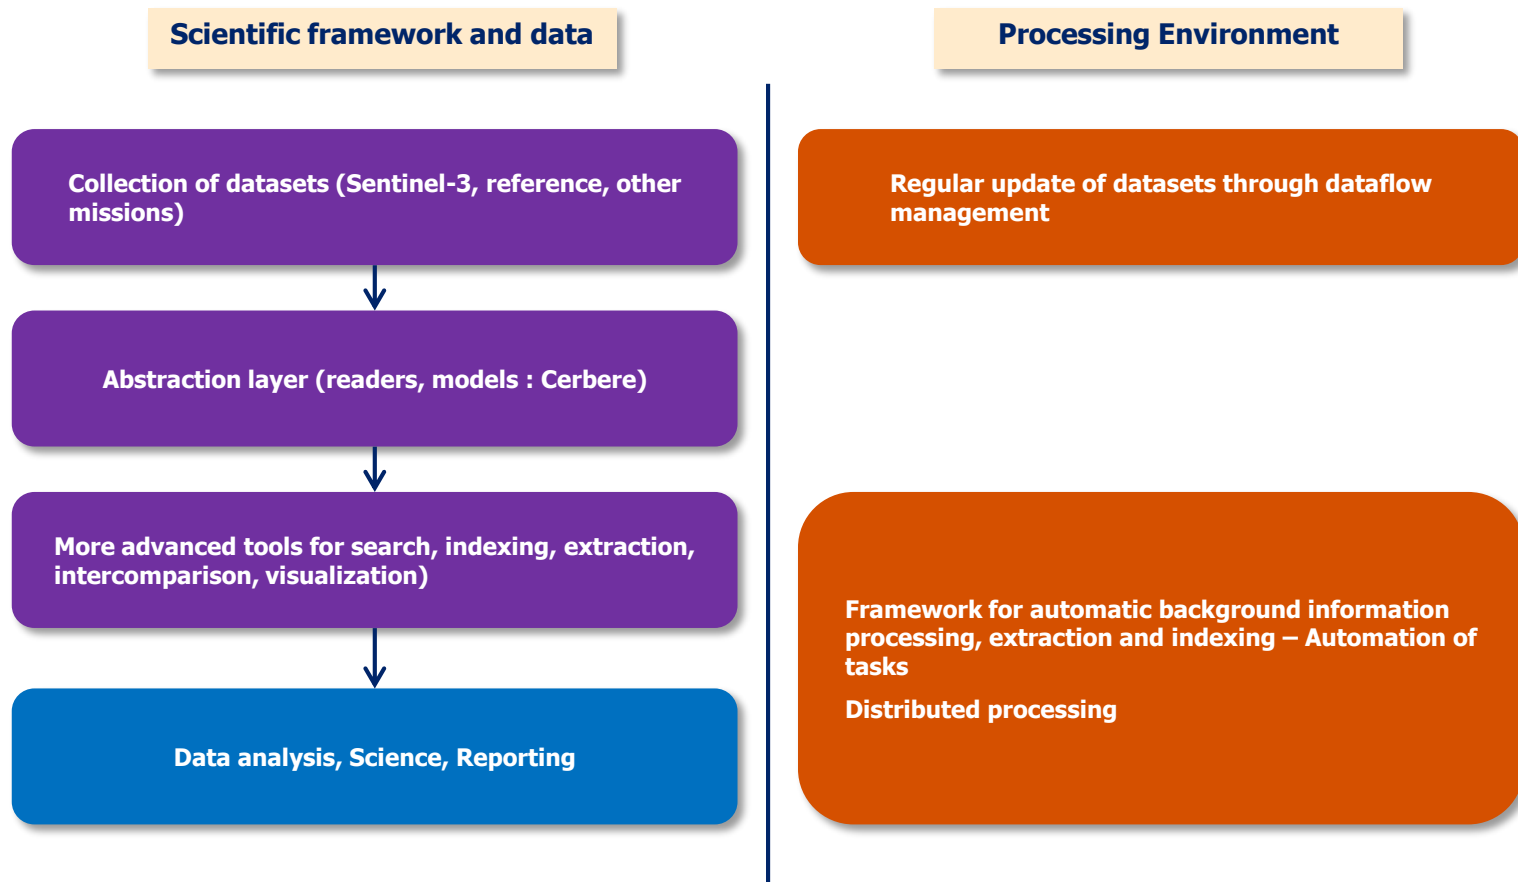 Scientific framework and data
Processing Environment
Collection of datasets (Sentinel-3, reference, other
missions)
Regular update of datasets through dataflow
management
Abstraction layer (readers, models : Cerbere)
More advanced tools for search, indexing, extraction,
intercomparison, visualization)
Framework for automatic background information
processing, extraction and indexing – Automation of
tasks
Distributed processing
Data analysis, Science, Reporting